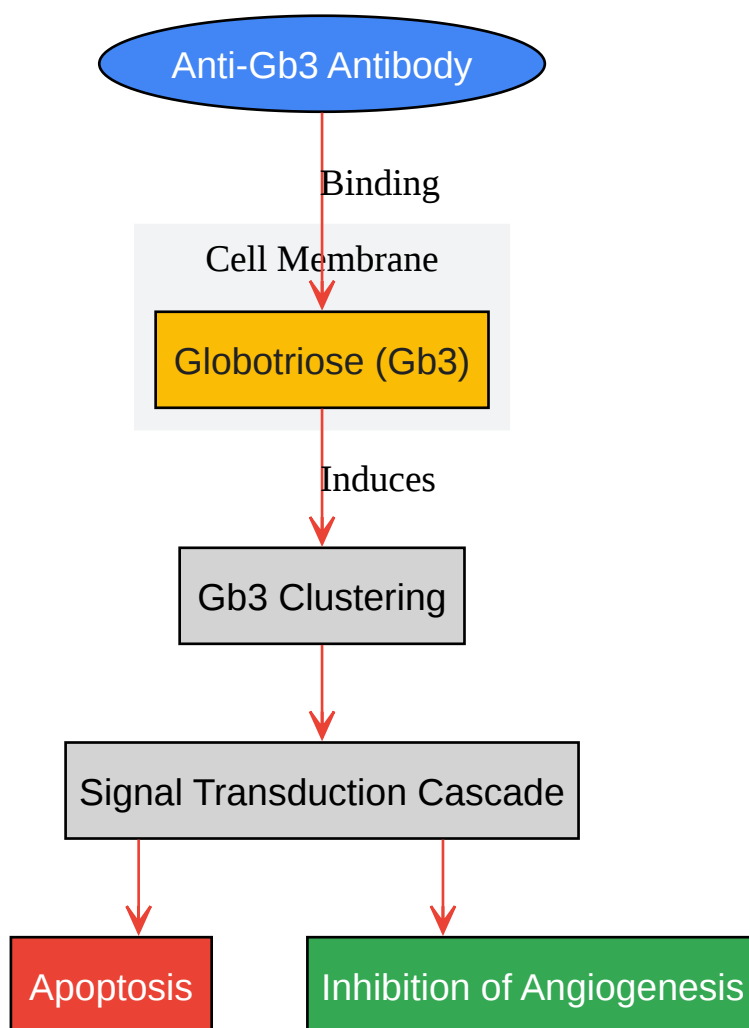 Anti-Gb3 Antibody
Binding
Cell Membrane
Globotriose (Gb3)
Induces
Gb3 Clustering
Signal Transduction Cascade
Apoptosis
Inhibition of Angiogenesis